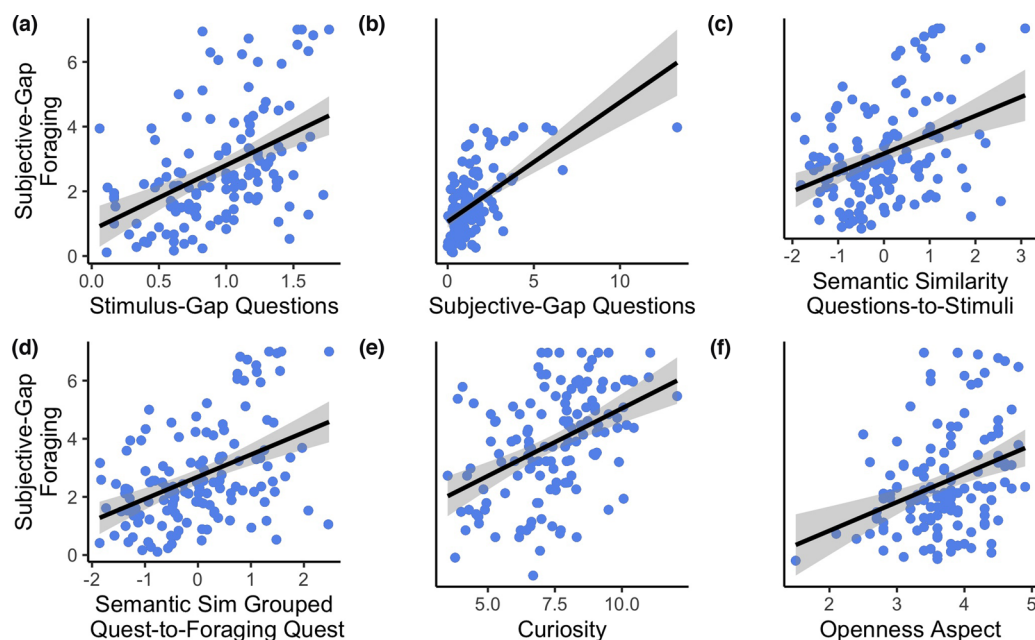 (a)
(b)
(c)
Subjective-Gap
Foraging
6
4
2
0
0.0 0.5 1.0 1.5
0 5 10
-2 -1 0 1 2 3
Stimulus-Gap Questions
Subjective-Gap Questions
Semantic Similarity
Questions-to-Stimuli
(d)
(e)
(f)
Subjective-Gap
Foraging
6
4
2
0
-2 -1 0 1 2
5.0 7.5 10.0
2 3 4 5
Semantic Sim Grouped
Quest-to-Foraging Quest
Curiosity
Openness Aspect